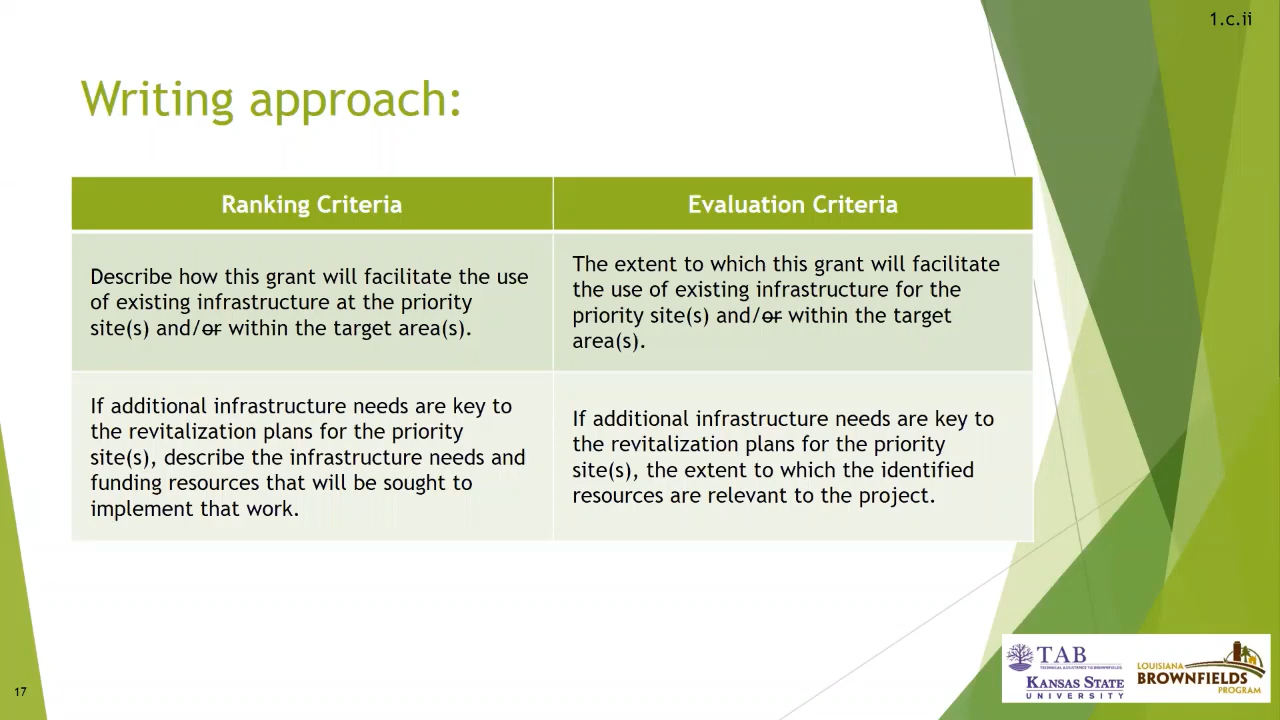 1.c.ii
Writing approach:
Ranking Criteria
Evaluation Criteria
Describe how this grant will facilitate the use
of existing infrastructure at the priority
site(s) and/or within the target area(s).
The extent to which this grant will facilitate
the use of existing infrastructure for the
priority site(s) and/or within the target
area(s).
If additional infrastructure needs are key to
the revitalization plans for the priority
site(s), describe the infrastructure needs and
funding resources that will be sought to
implement that work.
If additional infrastructure needs are key to
the revitalization plans for the priority
site(s), the extent to which the identified
resources are relevant to the project.
17
TAB
TECHNICAL ASSISTANCE TO BROWNFIELDS
KANSAS STATE
UNIVERSITY
LOUISIANA
BROWNFIELDS
PROGRAM